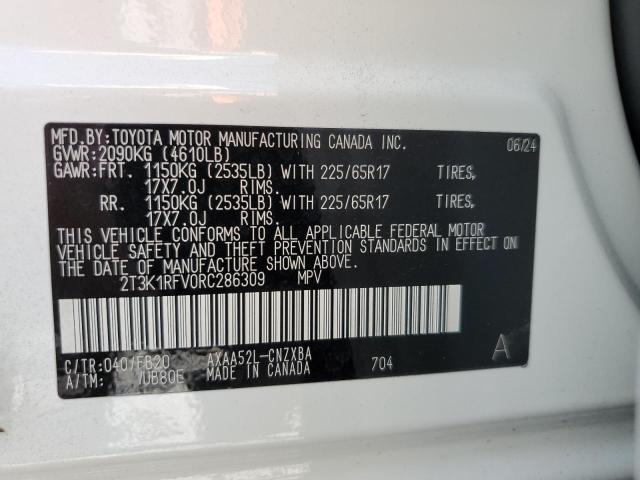 MFD.BY:TOYOTA MOTOR MANUFACTURING CANADA INC. 06/24
GVWR:2090KG (4610LB)
GAWR:FRT. 1150KG (2535LB) WITH 225/65R17 TIRES,
17X7.0J RIMS.
RR. 1150KG (2535LB) WITH 225/65R17 TIRES,
17X7.0J RIMS.
THIS VEHICLE CONFORMS TO ALL APPLICABLE FEDERAL MOTOR
VEHICLE SAFETY AND THEFT PREVENTION STANDARDS IN EFFECT ON
THE DATE OF MANUFACTURE SHOWN ABOVE.
2T3K1RFV0RC286309 MPV
C/TR:040/FB20 AXAA52L-CNZXBA 704 A
A/TM: /UB80E MADE IN CANADA